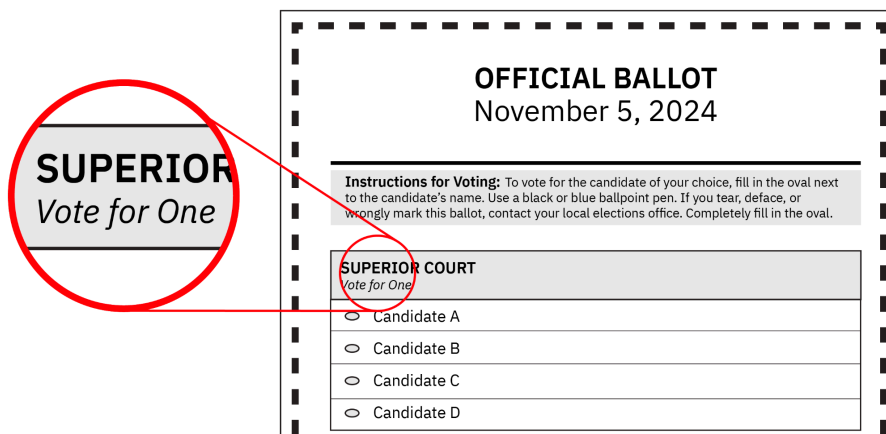 OFFICIAL BALLOT
November 5, 2024
Instructions for Voting: To vote for the candidate of your choice, fill in the oval next
to the candidate’s name. Use a black or blue ballpoint pen. If you tear, deface, or
wrongly mark this ballot, contact your local elections office. Completely fill in the oval.
SUPERIOR
Vote for One
SUPERIOR COURT
Vote for One
Candidate A
Candidate B
Candidate C
Candidate D